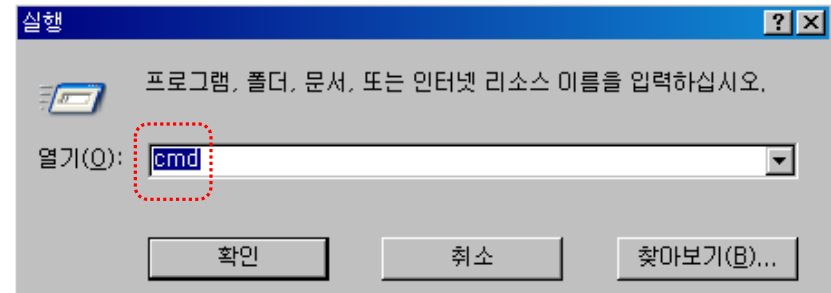 실행
프로그램, 폴더, 문서, 또는 인터넷 리소스 이름을 입력하십시오.
열기(O): cmd
확인 취소 찾아보기(B)...